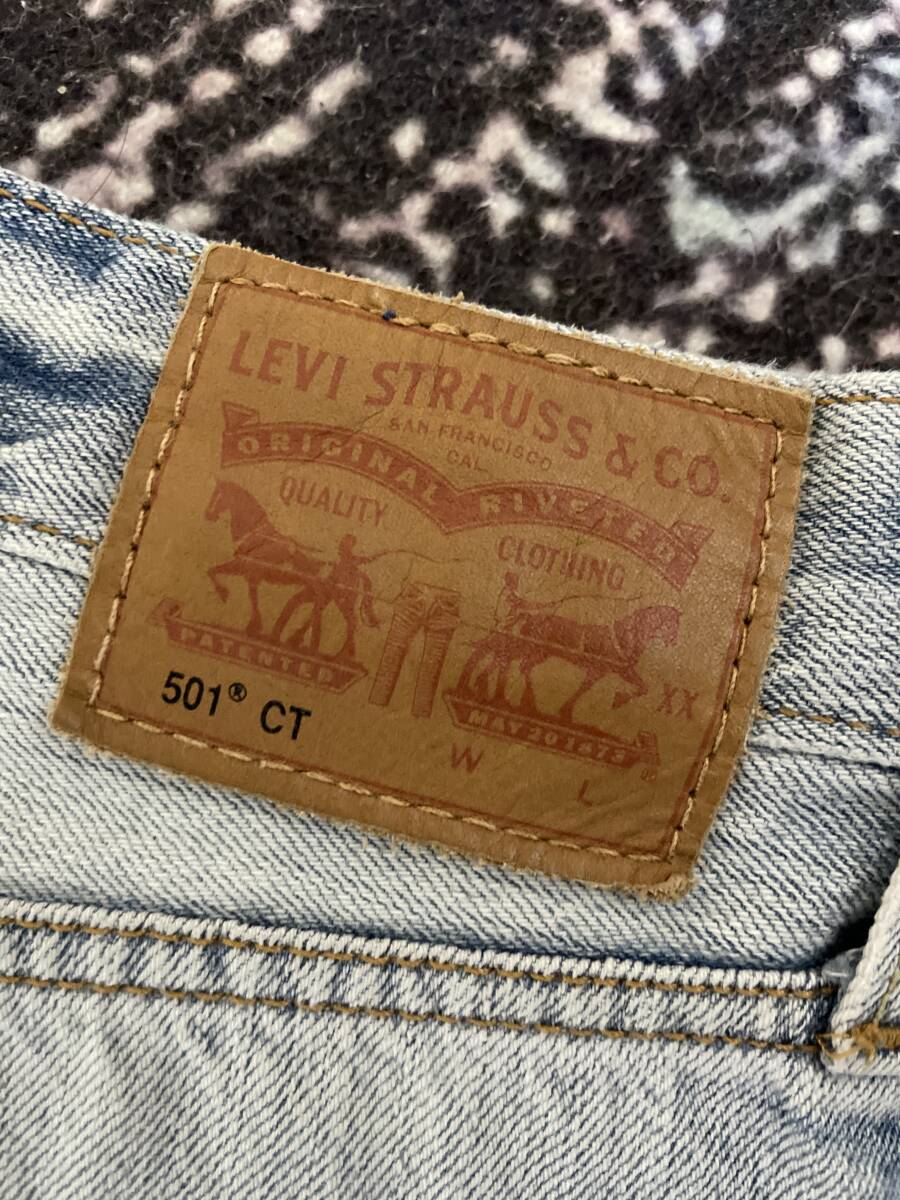 LEVI STRAUSS & CO.
SAN FRANCISCO
CAL
ORIGINAL RIVETED
QUALITY CLOTHING
XX
PATENTED MAY 20 1873
501® CT W L